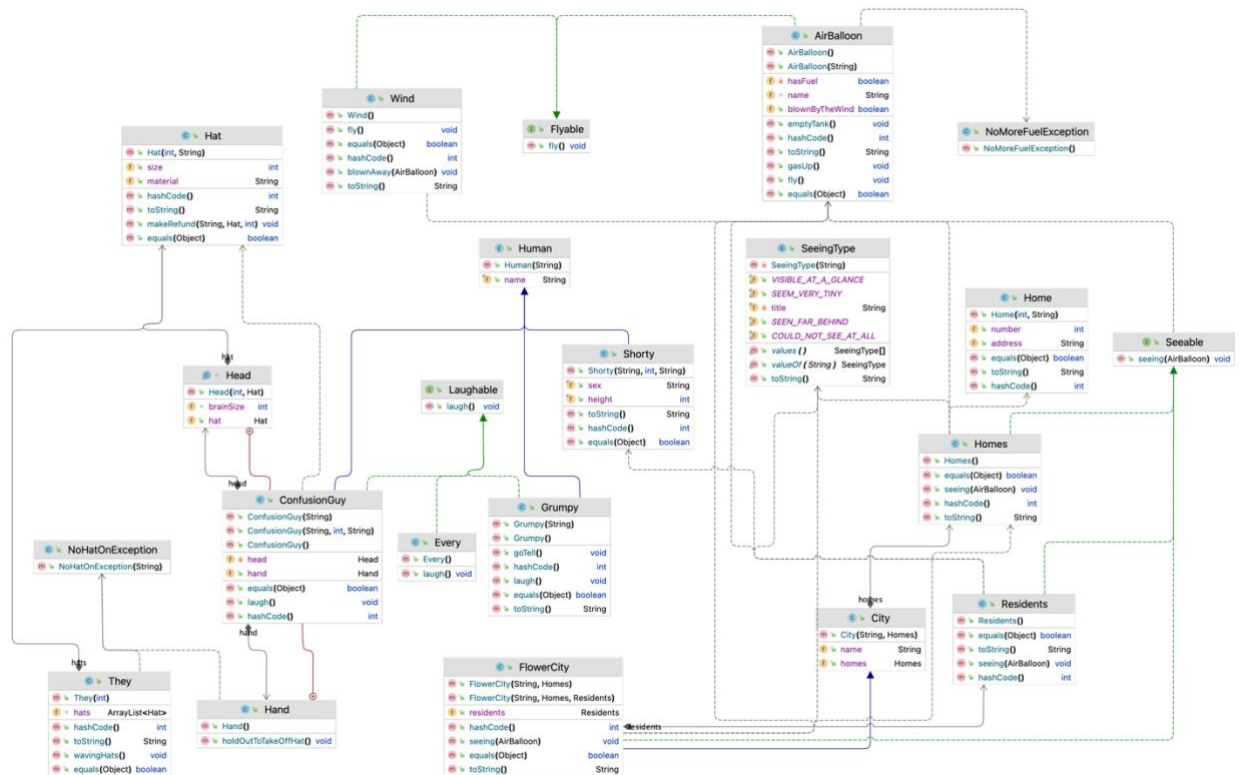 AirBalloon
AirBalloon()
AirBalloon(String)
hasFuel boolean
name String
blownByTheWind boolean
emptyTank() void
hashCode() int
toString() String
gasUp() void
fly() void
equals(Object) boolean
Wind
Wind()
fly() void
equals(Object) boolean
hashCode() int
blownAway(AirBalloon) void
toString() String
Flyable
fly() void
NoMoreFuelException
NoMoreFuelException()
Hat
Hat(int, String)
size int
material String
hashCode() int
toString() String
makeRefund(String, Hat, int) void
equals(Object) boolean
Human
Human(String)
name String
SeeingType
SeeingType(String)
VISIBLE_AT_A_GLANCE
SEEM_VERY_TINY
title String
SEEN_FAR_BEHIND
COULD_NOT_SEE_AT_ALL
values() SeeingType[]
valueOf(String) SeeingType
toString() String
Home
Home(int, String)
number int
address String
equals(Object) boolean
toString() String
hashCode() int
Seeable
seeing(AirBalloon) void
Shorty
Shorty(String, int, String)
sex String
height int
toString() String
hashCode() int
equals(Object) boolean
hat
Head
Head(int, Hat)
brainSize int
hat Hat
Laughable
laugh() void
Homes
Homes()
equals(Object) boolean
seeing(AirBalloon) void
hashCode() int
toString() String
head
ConfusionGuy
ConfusionGuy(String)
ConfusionGuy(String, int, String)
ConfusionGuy()
head Head
hand Hand
equals(Object) boolean
laugh() void
hashCode() int
Grumpy
Grumpy(String)
Grumpy()
goTell() void
hashCode() int
laugh() void
equals(Object) boolean
toString() String
Every
Every()
laugh() void
NoHatOnException
NoHatOnException(String)
homes
City
City(String, Homes)
name String
homes Homes
Residents
Residents()
equals(Object) boolean
toString() String
seeing(AirBalloon) void
hashCode() int
hand
hats
They
They(int)
hats ArrayList<Hat>
hashCode() int
toString() String
wavingHats() void
equals(Object) boolean
Hand
Hand()
holdOutToTakeOffHat() void
FlowerCity
FlowerCity(String, Homes)
FlowerCity(String, Homes, Residents)
residents Residents
hashCode() int
seeing(AirBalloon) void
equals(Object) boolean
toString() String
residents